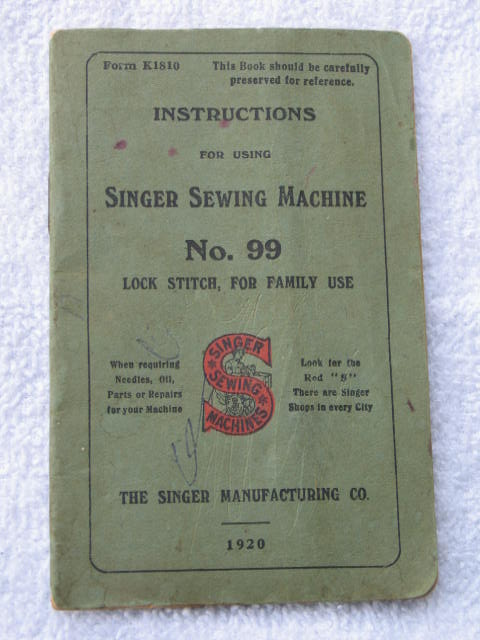 Form K1810
This Book should be carefully
preserved for reference.
INSTRUCTIONS
FOR USING
SINGER SEWING MACHINE
No. 99
LOCK STITCH, FOR FAMILY USE
When requiring
Needles, Oil,
Parts or Repairs
for your Machine
SINGER
SEWING
MACHINES
Look for the
Red "S"
There are Singer
Shops in every City
THE SINGER MANUFACTURING CO.
1920